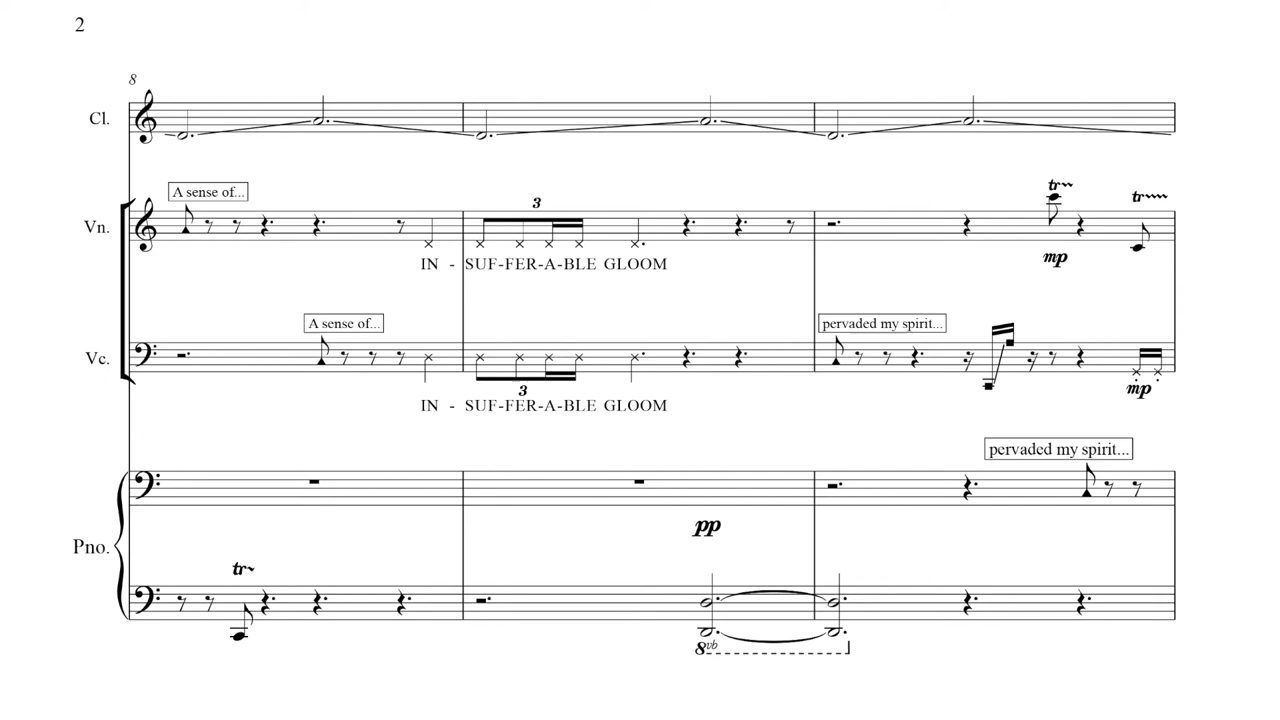 2
8
Cl.
A sense of...
tr
tr
Vn.
3
mp
IN - SUF-FER-A-BLE GLOOM
A sense of...
pervaded my spirit...
Vc.
3
mp
IN - SUF-FER-A-BLE GLOOM
pervaded my spirit...
pp
Pno.
tr
8vb